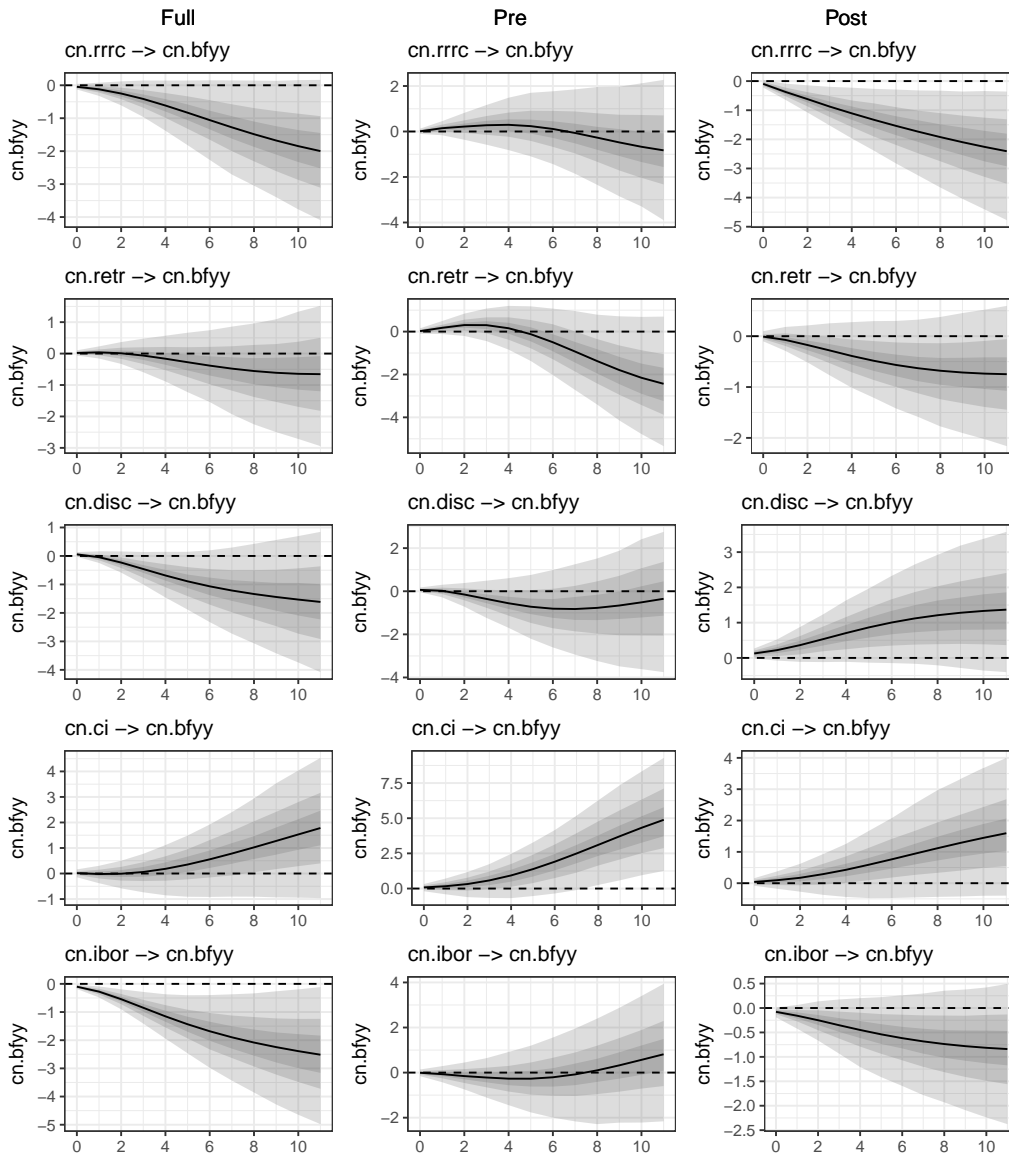 Full Pre Post
cn.rrrc −> cn.bfyy cn.rrrc −> cn.bfyy cn.rrrc −> cn.bfyy
cn.bfyy cn.bfyy cn.bfyy
0 2 0
−1 0 −1
−2 −2 −2
−3 −4 −3
−4 −4
−5
0 2 4 6 8 10 0 2 4 6 8 10 0 2 4 6 8 10
cn.retr −> cn.bfyy cn.retr −> cn.bfyy cn.retr −> cn.bfyy
cn.bfyy cn.bfyy cn.bfyy
1 0 0
0 −2 −1
−1 −4 −2
−2
−3
0 2 4 6 8 10 0 2 4 6 8 10 0 2 4 6 8 10
cn.disc −> cn.bfyy cn.disc −> cn.bfyy cn.disc −> cn.bfyy
cn.bfyy cn.bfyy cn.bfyy
1 2 3
0 0 2
−1 −2 1
−2 −4 0
−3
−4
0 2 4 6 8 10 0 2 4 6 8 10 0 2 4 6 8 10
cn.ci −> cn.bfyy cn.ci −> cn.bfyy cn.ci −> cn.bfyy
cn.bfyy cn.bfyy cn.bfyy
4 7.5 4
3 5.0 3
2 2.5 2
1 0.0 1
0 0
−1
0 2 4 6 8 10 0 2 4 6 8 10 0 2 4 6 8 10
cn.ibor −> cn.bfyy cn.ibor −> cn.bfyy cn.ibor −> cn.bfyy
cn.bfyy cn.bfyy cn.bfyy
0 4 0.5
−1 2 0.0
−2 0 −0.5
−3 −2 −1.0
−4 −1.5
−5 −2.0
−2.5
0 2 4 6 8 10 0 2 4 6 8 10 0 2 4 6 8 10